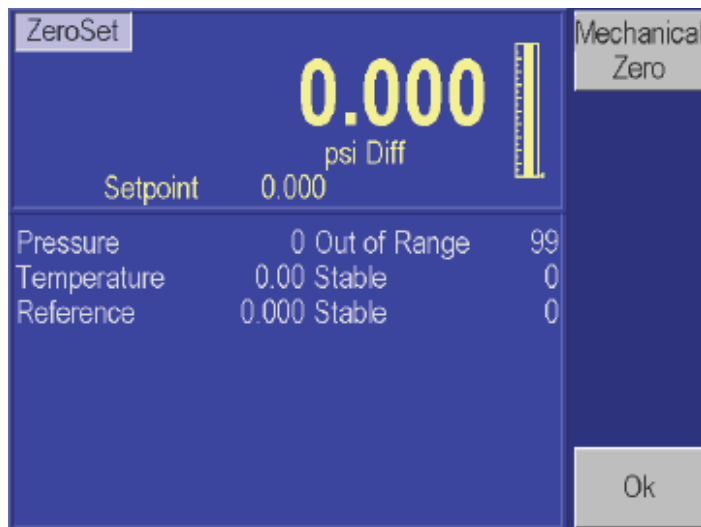 ZeroSet
0.000
psi Diff
Setpoint 0.000
Pressure 0 Out of Range 99
Temperature 0.00 Stable 0
Reference 0.000 Stable 0
Mechanical
Zero
Ok